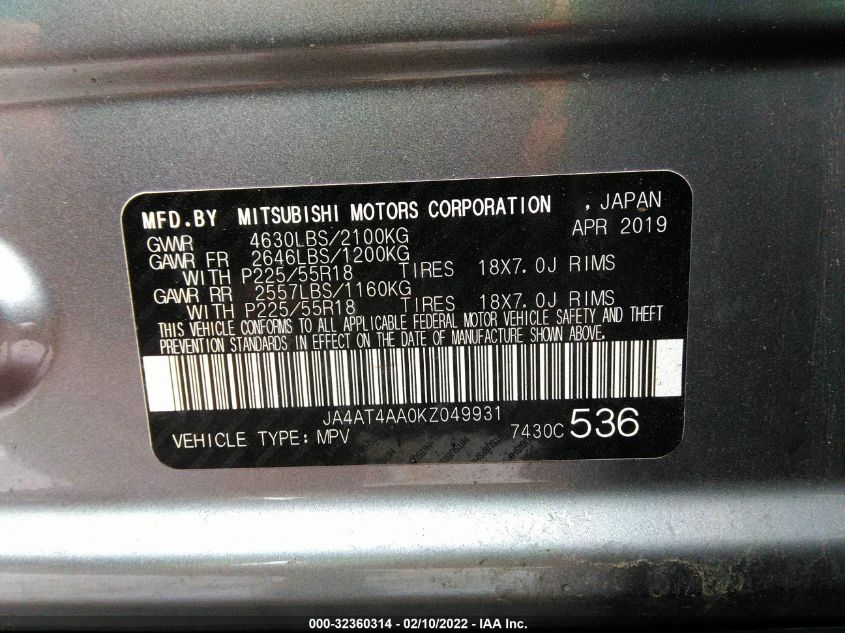 MFD.BY MITSUBISHI MOTORS CORPORATION , JAPAN
APR 2019
GVWR 4630LBS/2100KG
GAWR FR 2646LBS/1200KG
WITH P225/55R18 TIRES 18X7.0J RIMS
GAWR RR 2557LBS/1160KG
WITH P225/55R18 TIRES 18X7.0J RIMS
THIS VEHICLE CONFORMS TO ALL APPLICABLE FEDERAL MOTOR VEHICLE SAFETY AND THEFT
PREVENTION STANDARDS IN EFFECT ON THE DATE OF MANUFACTURE SHOWN ABOVE.
JA4AT4AA0KZ049931
VEHICLE TYPE: MPV 7430C 536
000-32360314 - 02/10/2022 - IAA Inc.